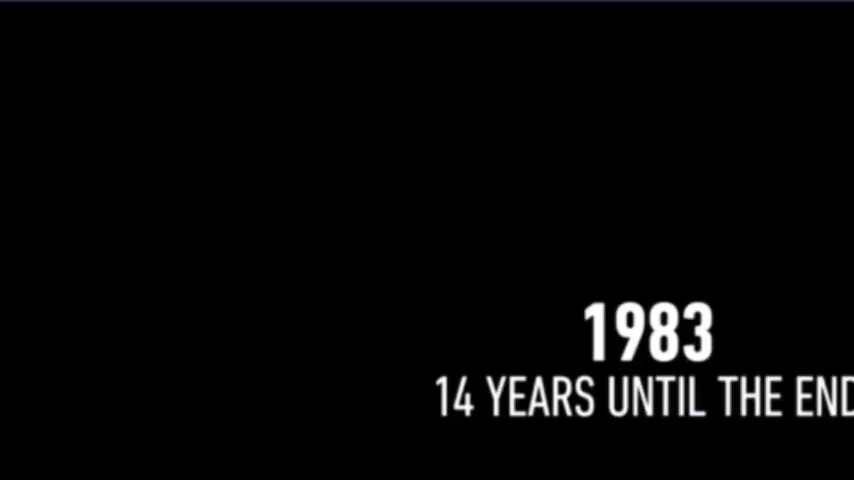 1983
14 YEARS UNTIL THE END